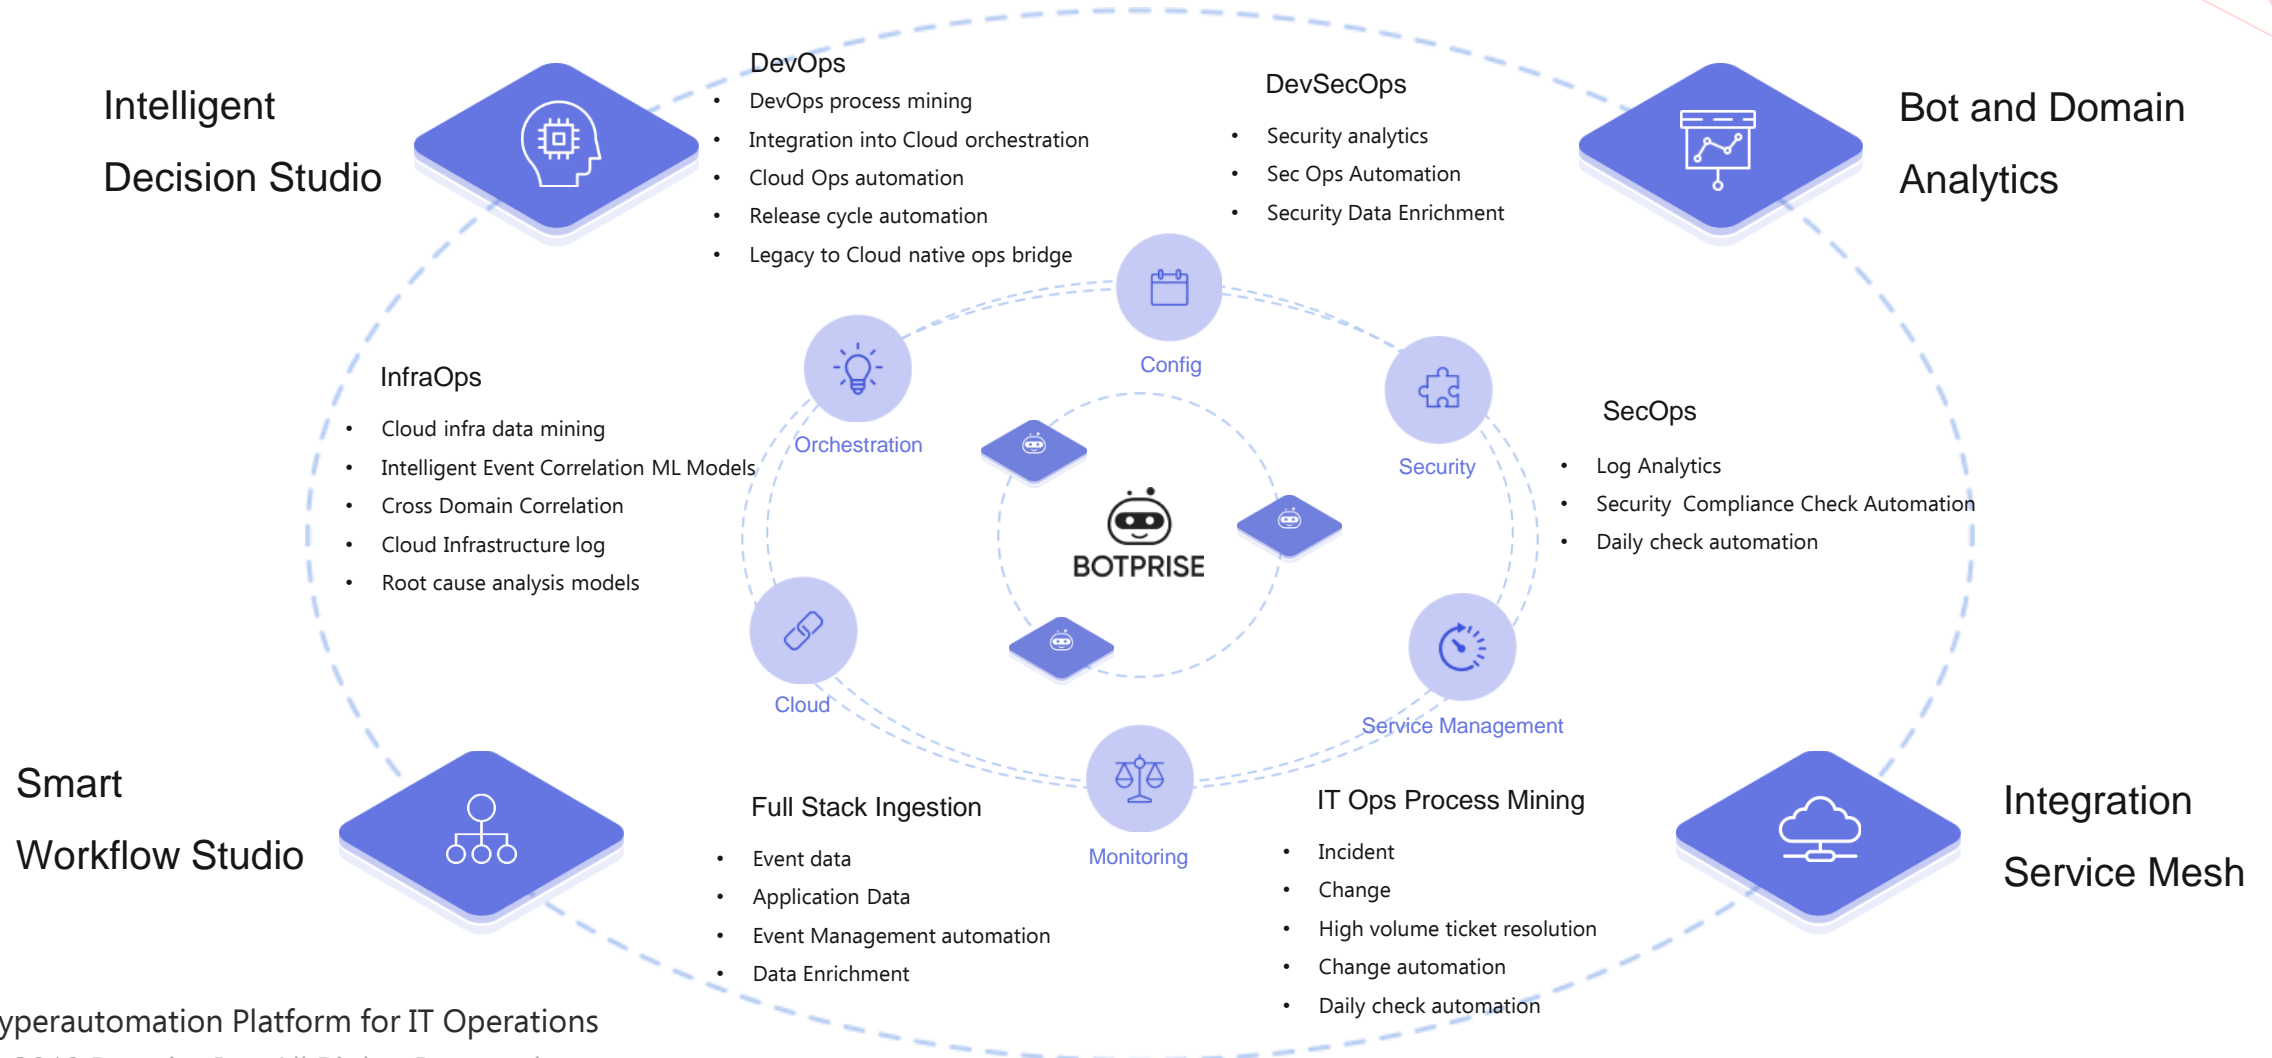 Intelligent
Decision Studio
DevOps
• DevOps process mining
• Integration into Cloud orchestration
• Cloud Ops automation
• Release cycle automation
• Legacy to Cloud native ops bridge
DevSecOps
• Security analytics
• Sec Ops Automation
• Security Data Enrichment
Bot and Domain
Analytics
InfraOps
• Cloud infra data mining
• Intelligent Event Correlation ML Models
• Cross Domain Correlation
• Cloud Infrastructure log
• Root cause analysis models
Orchestration
Config
Security
SecOps
• Log Analytics
• Security Compliance Check Automation
• Daily check automation
BOTPRISE
Cloud
Service Management
Monitoring
Smart
Workflow Studio
Full Stack Ingestion
• Event data
• Application Data
• Event Management automation
• Data Enrichment
IT Ops Process Mining
• Incident
• Change
• High volume ticket resolution
• Change automation
• Daily check automation
Integration
Service Mesh
yperautomation Platform for IT Operations